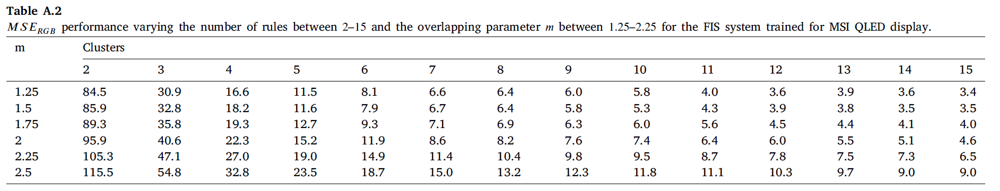 Table A.2
MSE_RGB performance varying the number of rules between 2–15 and the overlapping parameter m between 1.25–2.25 for the FIS system trained for MSI QLED display.
m Clusters
2 3 4 5 6 7 8 9 10 11 12 13 14 15
1.25 84.5 30.9 16.6 11.5 8.1 6.6 6.4 6.0 5.8 4.0 3.6 3.9 3.6 3.4
1.5 85.9 32.8 18.2 11.6 7.9 6.7 6.4 5.8 5.3 4.3 3.9 3.8 3.5 3.5
1.75 89.3 35.8 19.3 12.7 9.3 7.1 6.9 6.3 6.0 5.6 4.5 4.4 4.1 4.0
2 95.9 40.6 22.3 15.2 11.9 8.6 8.2 7.6 7.4 6.4 6.0 5.5 5.1 4.6
2.25 105.3 47.1 27.0 19.0 14.9 11.4 10.4 9.8 9.5 8.7 7.8 7.5 7.3 6.5
2.5 115.5 54.8 32.8 23.5 18.7 15.0 13.2 12.3 11.8 11.1 10.3 9.7 9.0 9.0